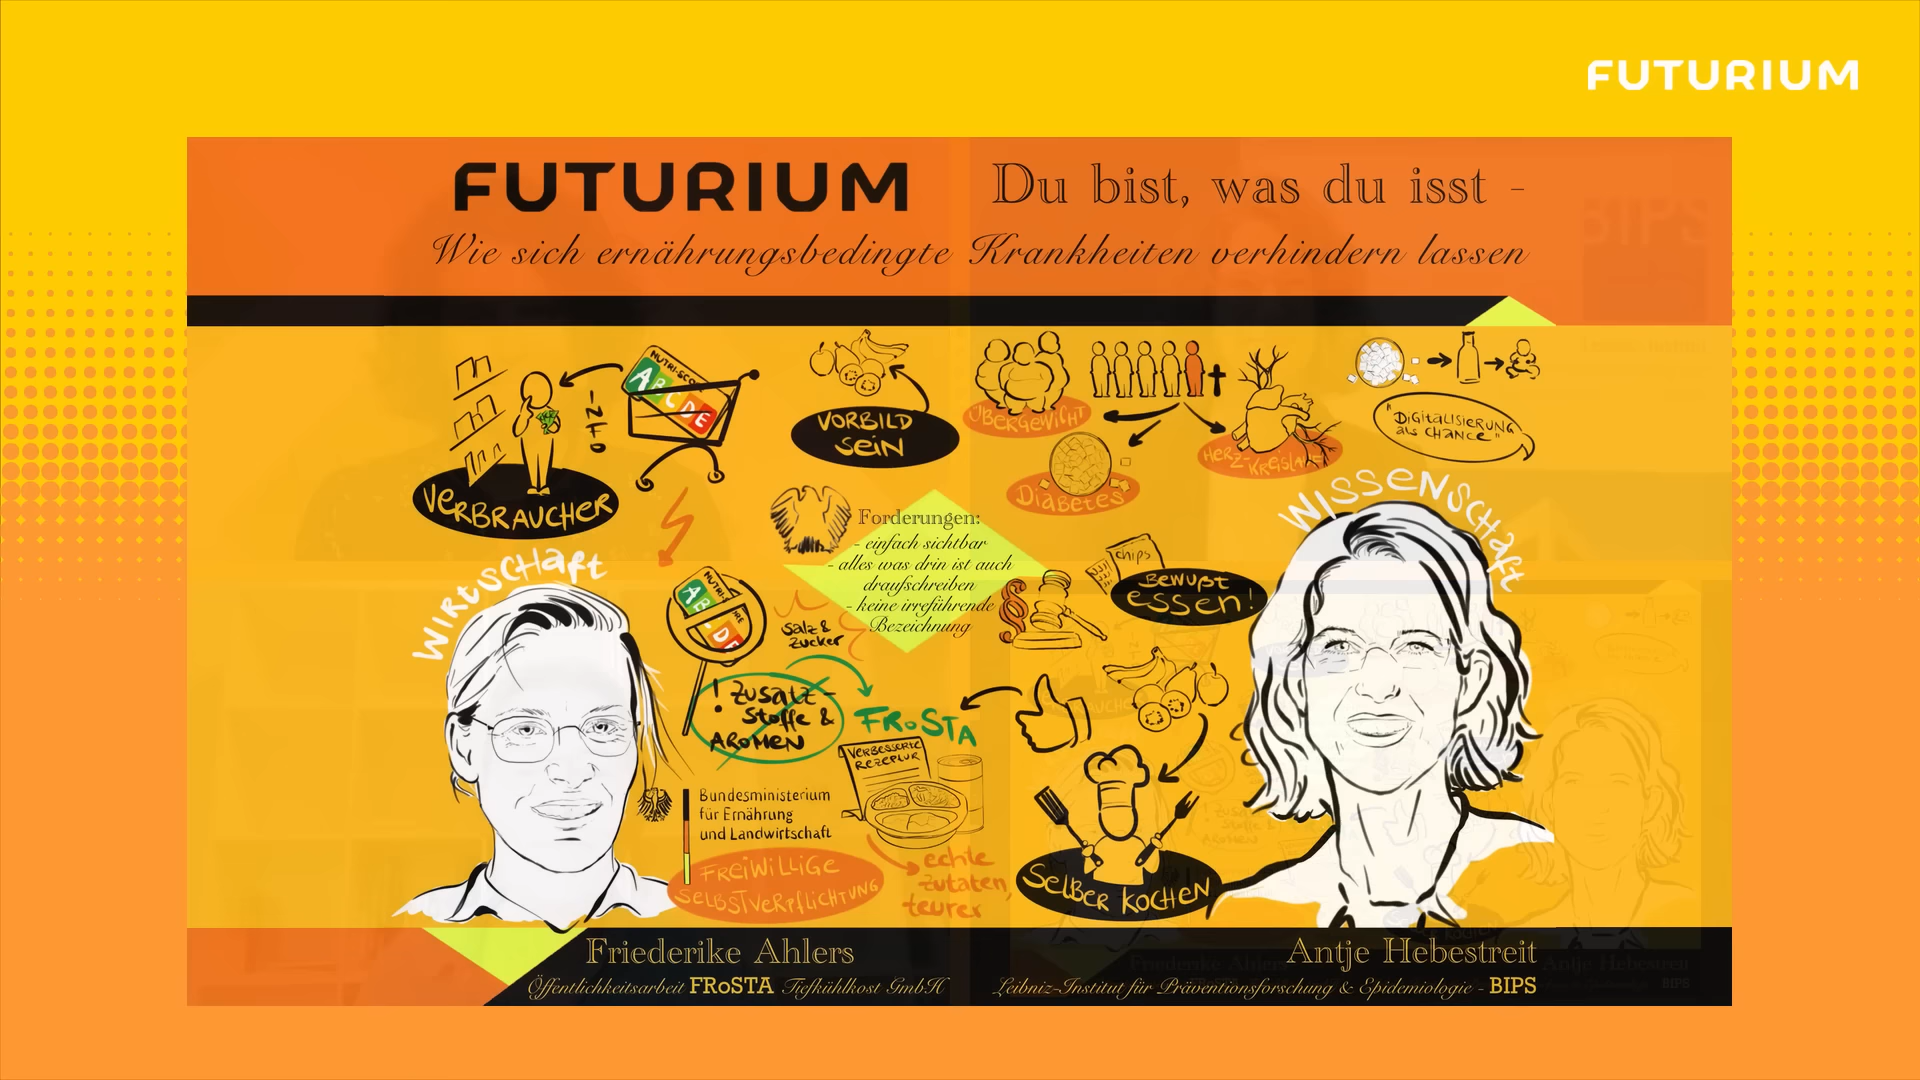 FUTURIUM
FUTURIUM
Du bist, was du isst -
Wie sich ernährungsbedingte Krankheiten verhindern lassen
NUTRI-SCORE
A B C D E
INFO
VERBRAUCHER
VORBILD
SEIN
ÜBERGEWICHT
DIABETES
HERZ-KREISLAUF
"DIGITALISIERUNG
als CHANCE"
WIRTSCHAFT
WISSENSCHAFT
Forderungen:
- einfach sichtbar
- alles was drin ist auch
draufschreiben
- keine irreführende
Bezeichnung
chips
BEWUßT
essen!
Salz &
Zucker
! Zusatz-
Stoffe &
AROMEN
FRoSTA
VERBESSERTE
REZEPTUR
Bundesministerium
für Ernährung
und Landwirtschaft
FREIWILLIGE
SELBSTVERPFLICHTUNG
echte
Zutaten,
teurer
SELBER KOCHEN
Friederike Ahlers
Öffentlichkeitsarbeit FRoSTA Tiefkühlkost GmbH
Antje Hebestreit
Leibniz-Institut für Präventionsforschung & Epidemiologie - BIPS